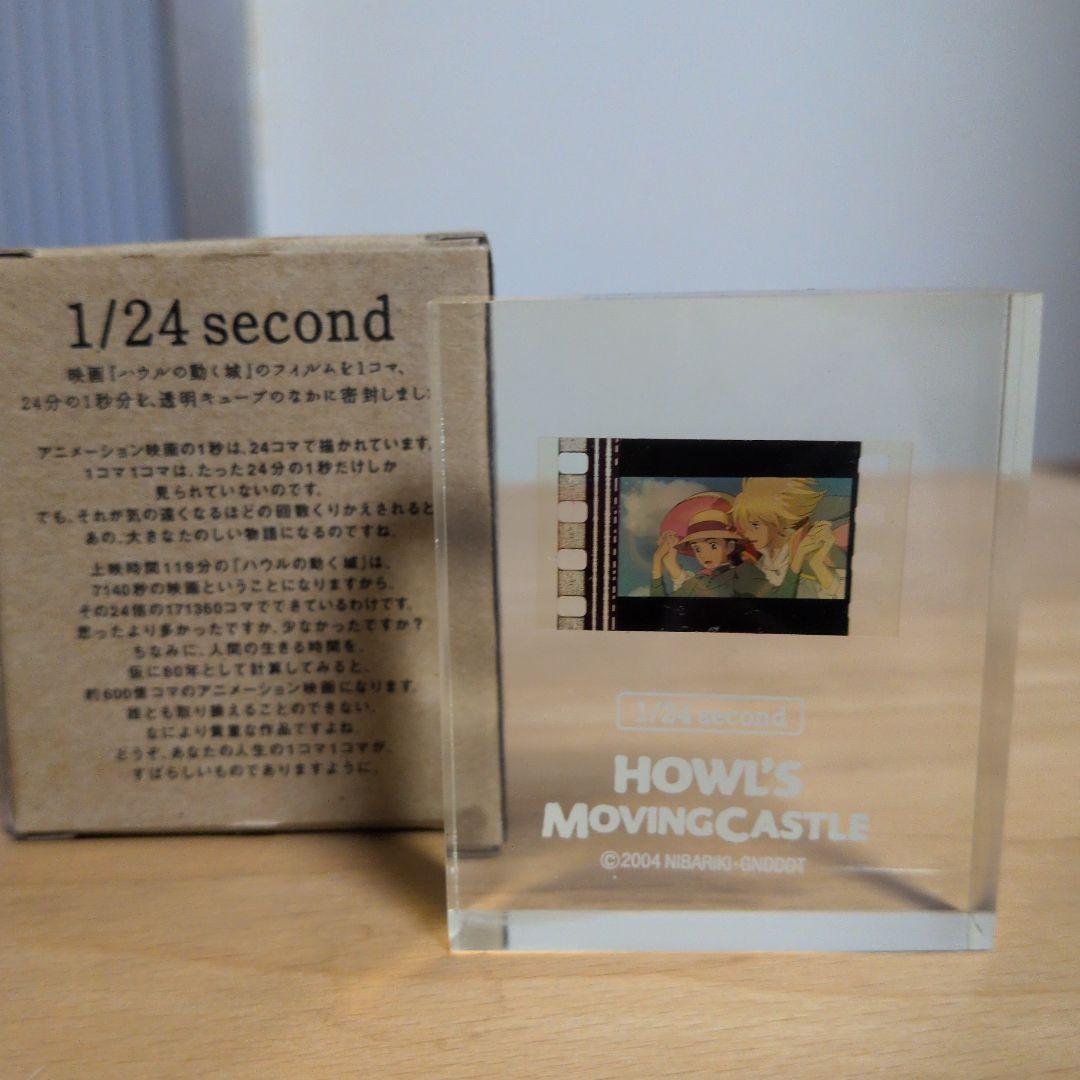 1/24 second
映画『ハウルの動く城』のフィルムを1コマ、
24分の1秒分を、透明キューブのなかに密封しまし
アニメーション映画の1秒は、24コマで描かれています。
1コマ1コマは、たった24分の1秒だけしか
見られていないのです。
でも、それが気の遠くなるほどの回数くりかえされると
あの、大きなたのしい物語になるのですね。
上映時間119分の『ハウルの動く城』は、
7140秒の映画ということになりますから、
その24倍の171360コマでできているわけです。
思ったより多かったですか、少なかったですか?
ちなみに、人間の生きる時間を、
仮に80年として計算してみると、
約600億コマのアニメーション映画になります。
誰とも取り換えることのできない、
なにより貴重な作品ですよね。
どうぞ、あなたの人生の1コマ1コマが、
すばらしいものでありますように。
1/24 second
HOWL'S
MOVING CASTLE
©2004 NIBARIKI・GNDDDT